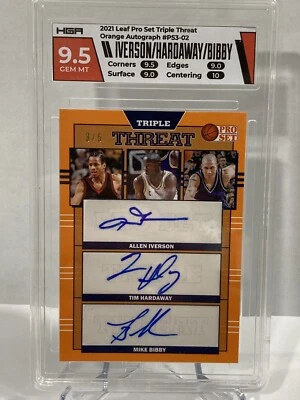 HGA
9.5
GEM MT
2021 Leaf Pro Set Triple Threat
Orange Autograph #PS3-02
IVERSON/HARDAWAY/BIBBY
Corners 9.5 Edges 9.0
Surface 9.0 Centering 10
TRIPLE
THREAT
PRO
SET
3/5
ALLEN IVERSON
TIM HARDAWAY
MIKE BIBBY